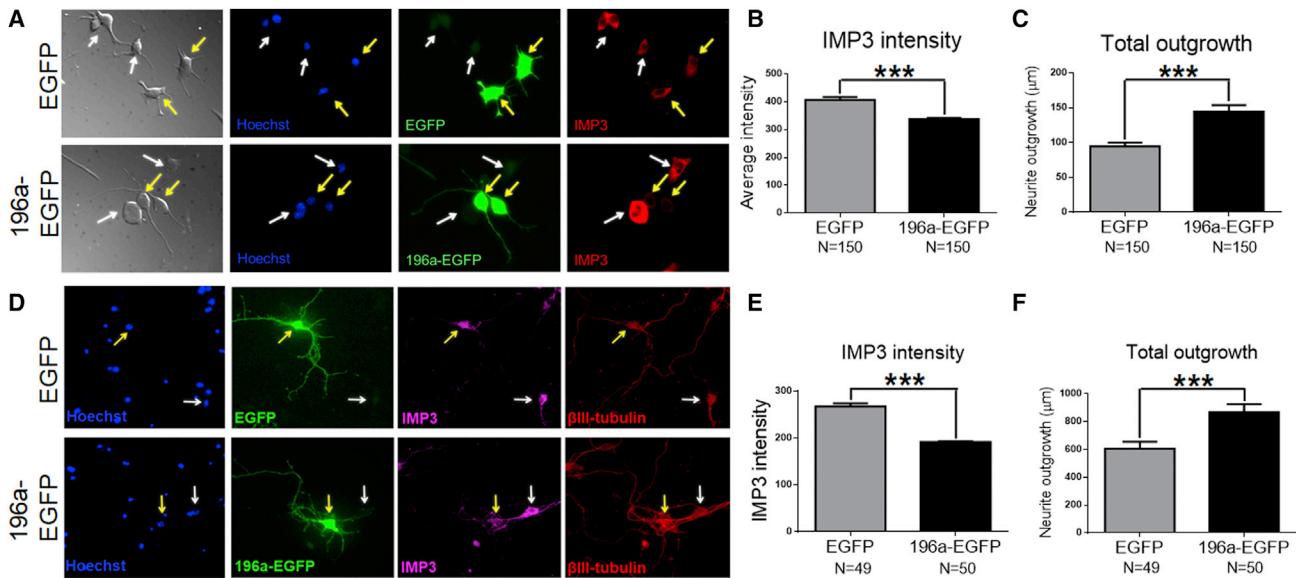 A
EGFP
Hoechst
EGFP
IMP3
196a-
EGFP
Hoechst
196a-EGFP
IMP3
B
IMP3 intensity
***
Average intensity
500
400
300
200
100
0
EGFP
N=150
196a-EGFP
N=150
C
Total outgrowth
***
Neurite outgrowth (μm)
200
150
100
50
0
EGFP
N=150
196a-EGFP
N=150
D
EGFP
Hoechst
EGFP
IMP3
βIII-tubulin
196a-
EGFP
Hoechst
196a-EGFP
IMP3
βIII-tubulin
E
IMP3 intensity
***
IMP3 intensity
300
200
100
0
EGFP
N=49
196a-EGFP
N=50
F
Total outgrowth
***
Neurite outgrowth (μm)
1000
800
600
400
200
0
EGFP
N=49
196a-EGFP
N=50